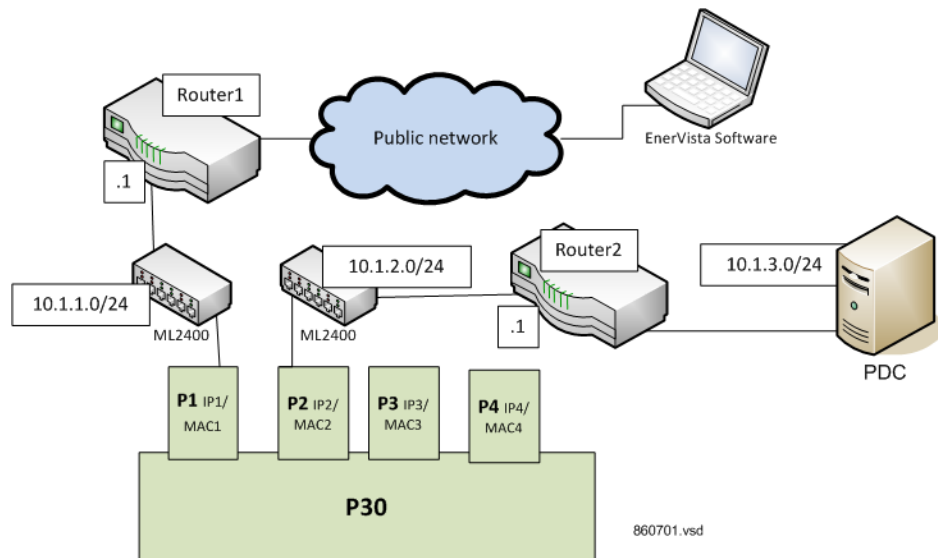 Router1
Public network
EnerVista Software
.1
10.1.1.0/24
ML2400
10.1.2.0/24
ML2400
Router2
.1
10.1.3.0/24
PDC
P1 IP1/
MAC1
P2 IP2/
MAC2
P3 IP3/
MAC3
P4 IP4/
MAC4
P30
860701.vsd